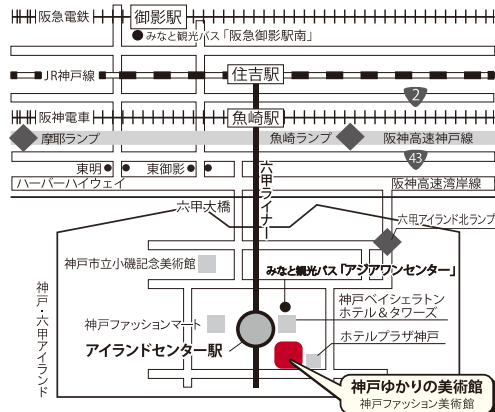 阪急電鉄
御影駅
みなと観光バス「阪急御影駅南」
JR神戸線
住吉駅
2
阪神電車
魚崎駅
摩耶ランプ
魚崎ランプ
阪神高速神戸線
43
東明
東御影
ハーバーハイウェイ
六甲ライナー
阪神高速湾岸線
六甲大橋
六甲アイランド北ランプ
神戸市立小磯記念美術館
みなと観光バス「アジアワンセンター」
神戸・六甲アイランド
神戸ベイシェラトン
ホテル&タワーズ
神戸ファッションマート
アイランドセンター駅
ホテルプラザ神戸
神戸ゆかりの美術館
神戸ファッション美術館